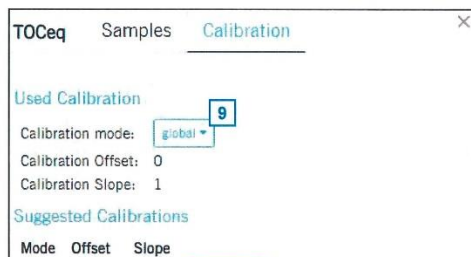 TOCeq Samples Calibration ×
Used Calibration
9
Calibration mode: global
Calibration Offset: 0
Calibration Slope: 1
Suggested Calibrations
Mode Offset Slope